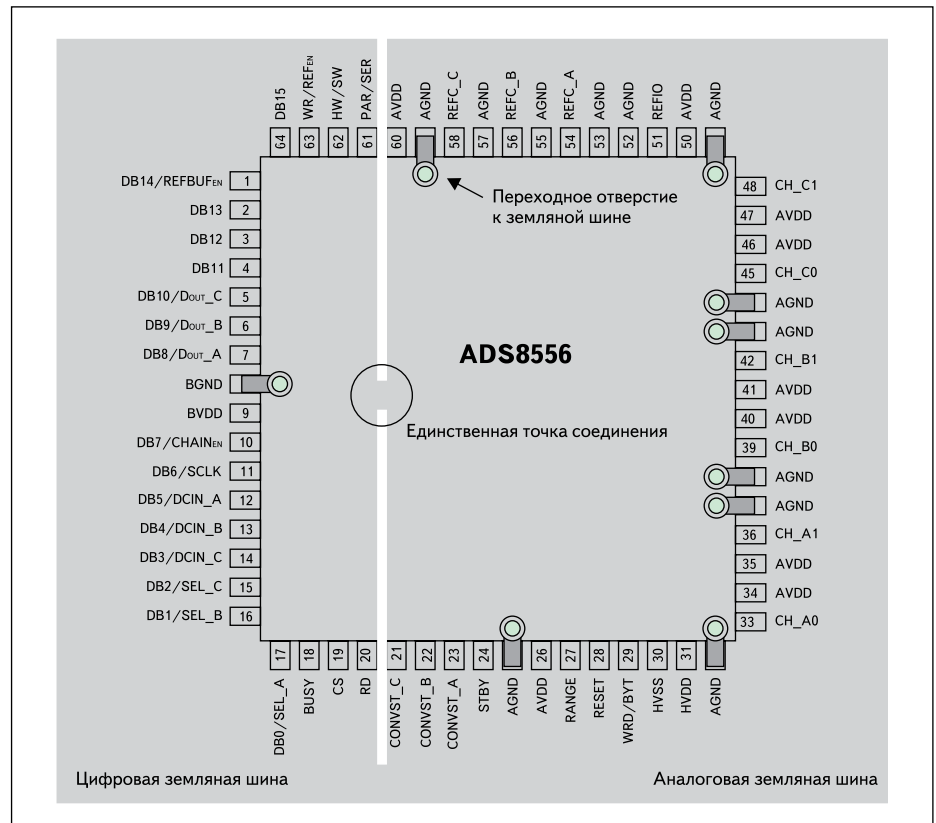 DB15
WR/REFEN
HW/SW
PAR/SER
AVDD
AGND
REFC_C
AGND
REFC_B
AGND
REFC_A
AGND
AGND
REFIO
AVDD
AGND
64
63
62
61
60
58
57
56
55
54
53
52
51
50
DB14/REFBUFEN 1
DB13 2
DB12 3
DB11 4
DB10/DOUT_C 5
DB9/DOUT_B 6
DB8/DOUT_A 7
BGND
BVDD 9
DB7/CHAINEN 10
DB6/SCLK 11
DB5/DCIN_A 12
DB4/DCIN_B 13
DB3/DCIN_C 14
DB2/SEL_C 15
DB1/SEL_B 16
Переходное отверстие
к земляной шине
ADS8556
Единственная точка соединения
48 CH_C1
47 AVDD
46 AVDD
45 CH_C0
AGND
AGND
42 CH_B1
41 AVDD
40 AVDD
39 CH_B0
AGND
AGND
36 CH_A1
35 AVDD
34 AVDD
33 CH_A0
17
18
19
20
21
22
23
24
26
27
28
29
30
31
DB0/SEL_A
BUSY
CS
RD
CONVST_C
CONVST_B
CONVST_A
STBY
AGND
AVDD
RANGE
RESET
WRD/BYT
HVSS
HVDD
AGND
Цифровая земляная шина
Аналоговая земляная шина